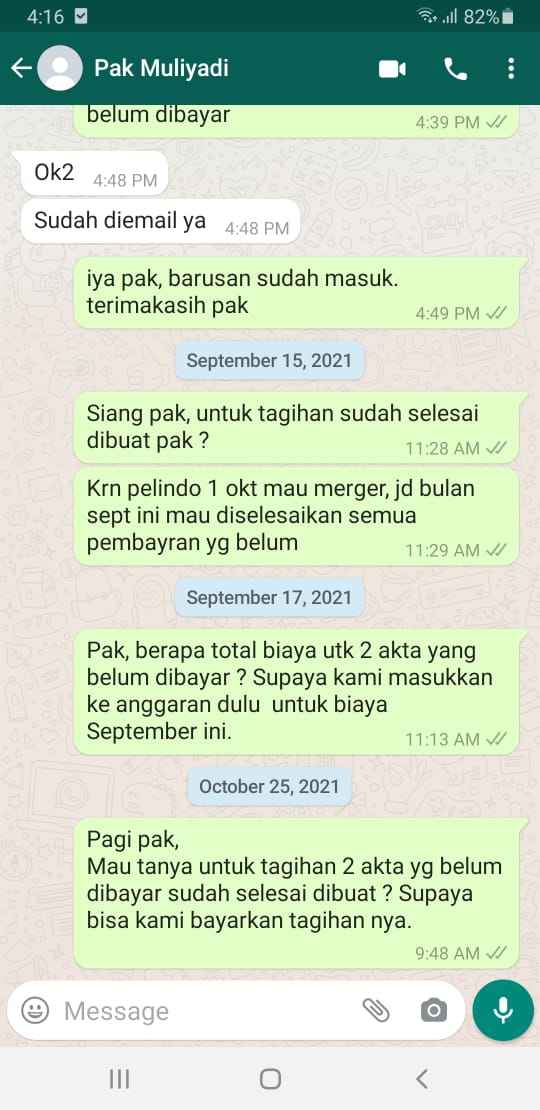 4:16 82%
Pak Muliyadi
belum dibayar
4:39 PM
Ok2 4:48 PM
Sudah diemail ya 4:48 PM
iya pak, barusan sudah masuk.
terimakasih pak
4:49 PM
September 15, 2021
Siang pak, untuk tagihan sudah selesai
dibuat pak ?
11:28 AM
Krn pelindo 1 okt mau merger, jd bulan
sept ini mau diselesaikan semua
pembayran yg belum
11:29 AM
September 17, 2021
Pak, berapa total biaya utk 2 akta yang
belum dibayar ? Supaya kami masukkan
ke anggaran dulu untuk biaya
September ini.
11:13 AM
October 25, 2021
Pagi pak,
Mau tanya untuk tagihan 2 akta yg belum
dibayar sudah selesai dibuat ? Supaya
bisa kami bayarkan tagihan nya.
9:48 AM
Message